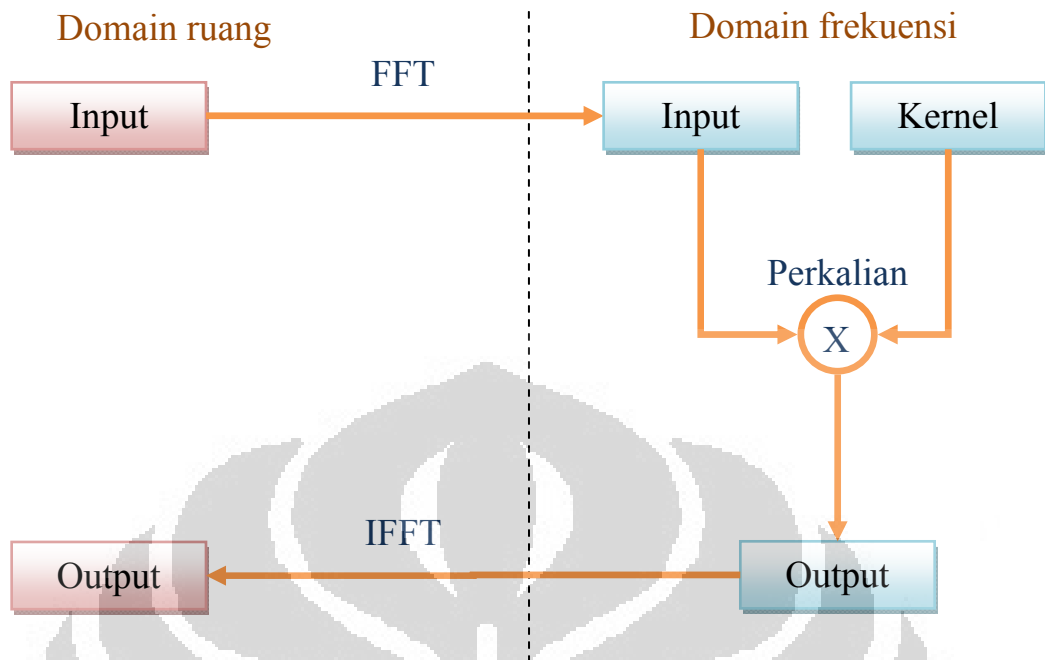 Domain ruang
Domain frekuensi
FFT
Input
Input
Kernel
Perkalian
X
IFFT
Output
Output